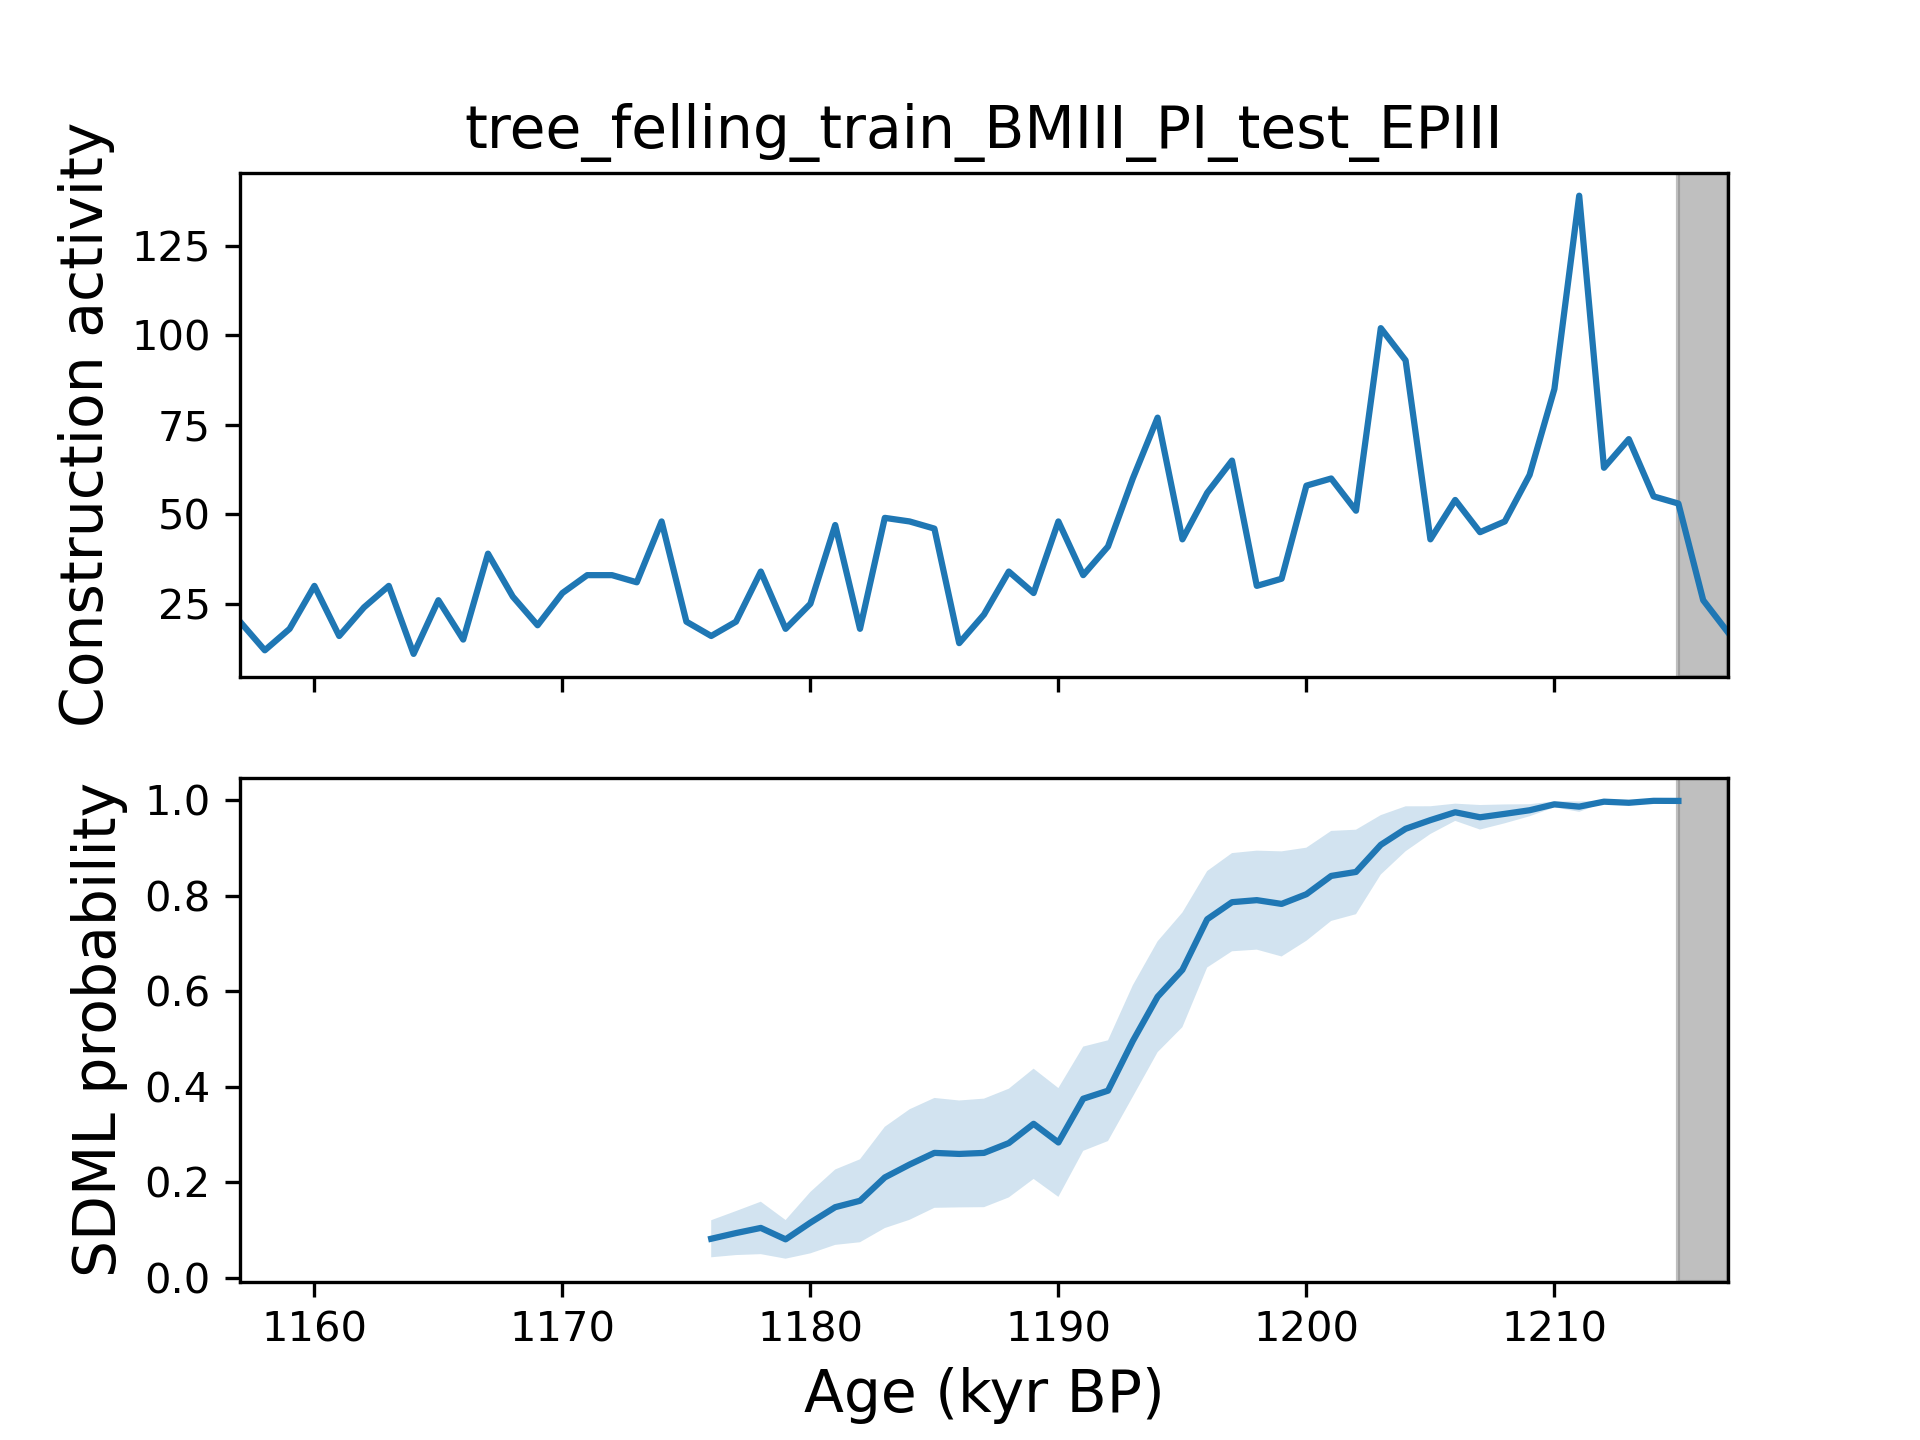 tree_felling_train_BMIII_PI_test_EPIII
Construction activity
125
100
75
50
25
SDML probability
1.0
0.8
0.6
0.4
0.2
0.0
1160 1170 1180 1190 1200 1210
Age (kyr BP)